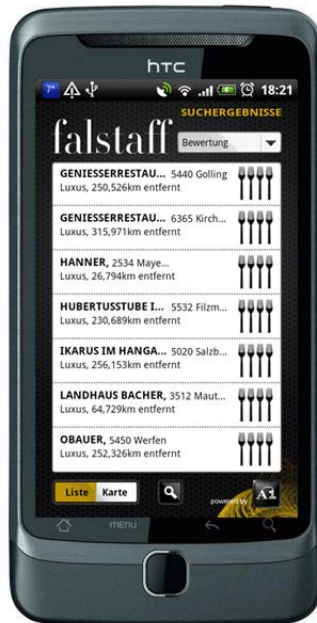 hTC
7° 18:21
SUCHERGEBNISSE
falstaff Bewertung
GENIESSERRESTAU... 5440 Golling
Luxus, 250,526km entfernt
GENIESSERRESTAU... 6365 Kirch...
Luxus, 315,971km entfernt
HANNER, 2534 Maye...
Luxus, 26,794km entfernt
HUBERTUSSTUBE I... 5532 Filzm...
Luxus, 230,689km entfernt
IKARUS IM HANGA... 5020 Salzb...
Luxus, 256,153km entfernt
LANDHAUS BACHER, 3512 Maut...
Luxus, 64,729km entfernt
OBAUER, 5450 Werfen
Luxus, 252,326km entfernt
Liste Karte powered by A1
menu